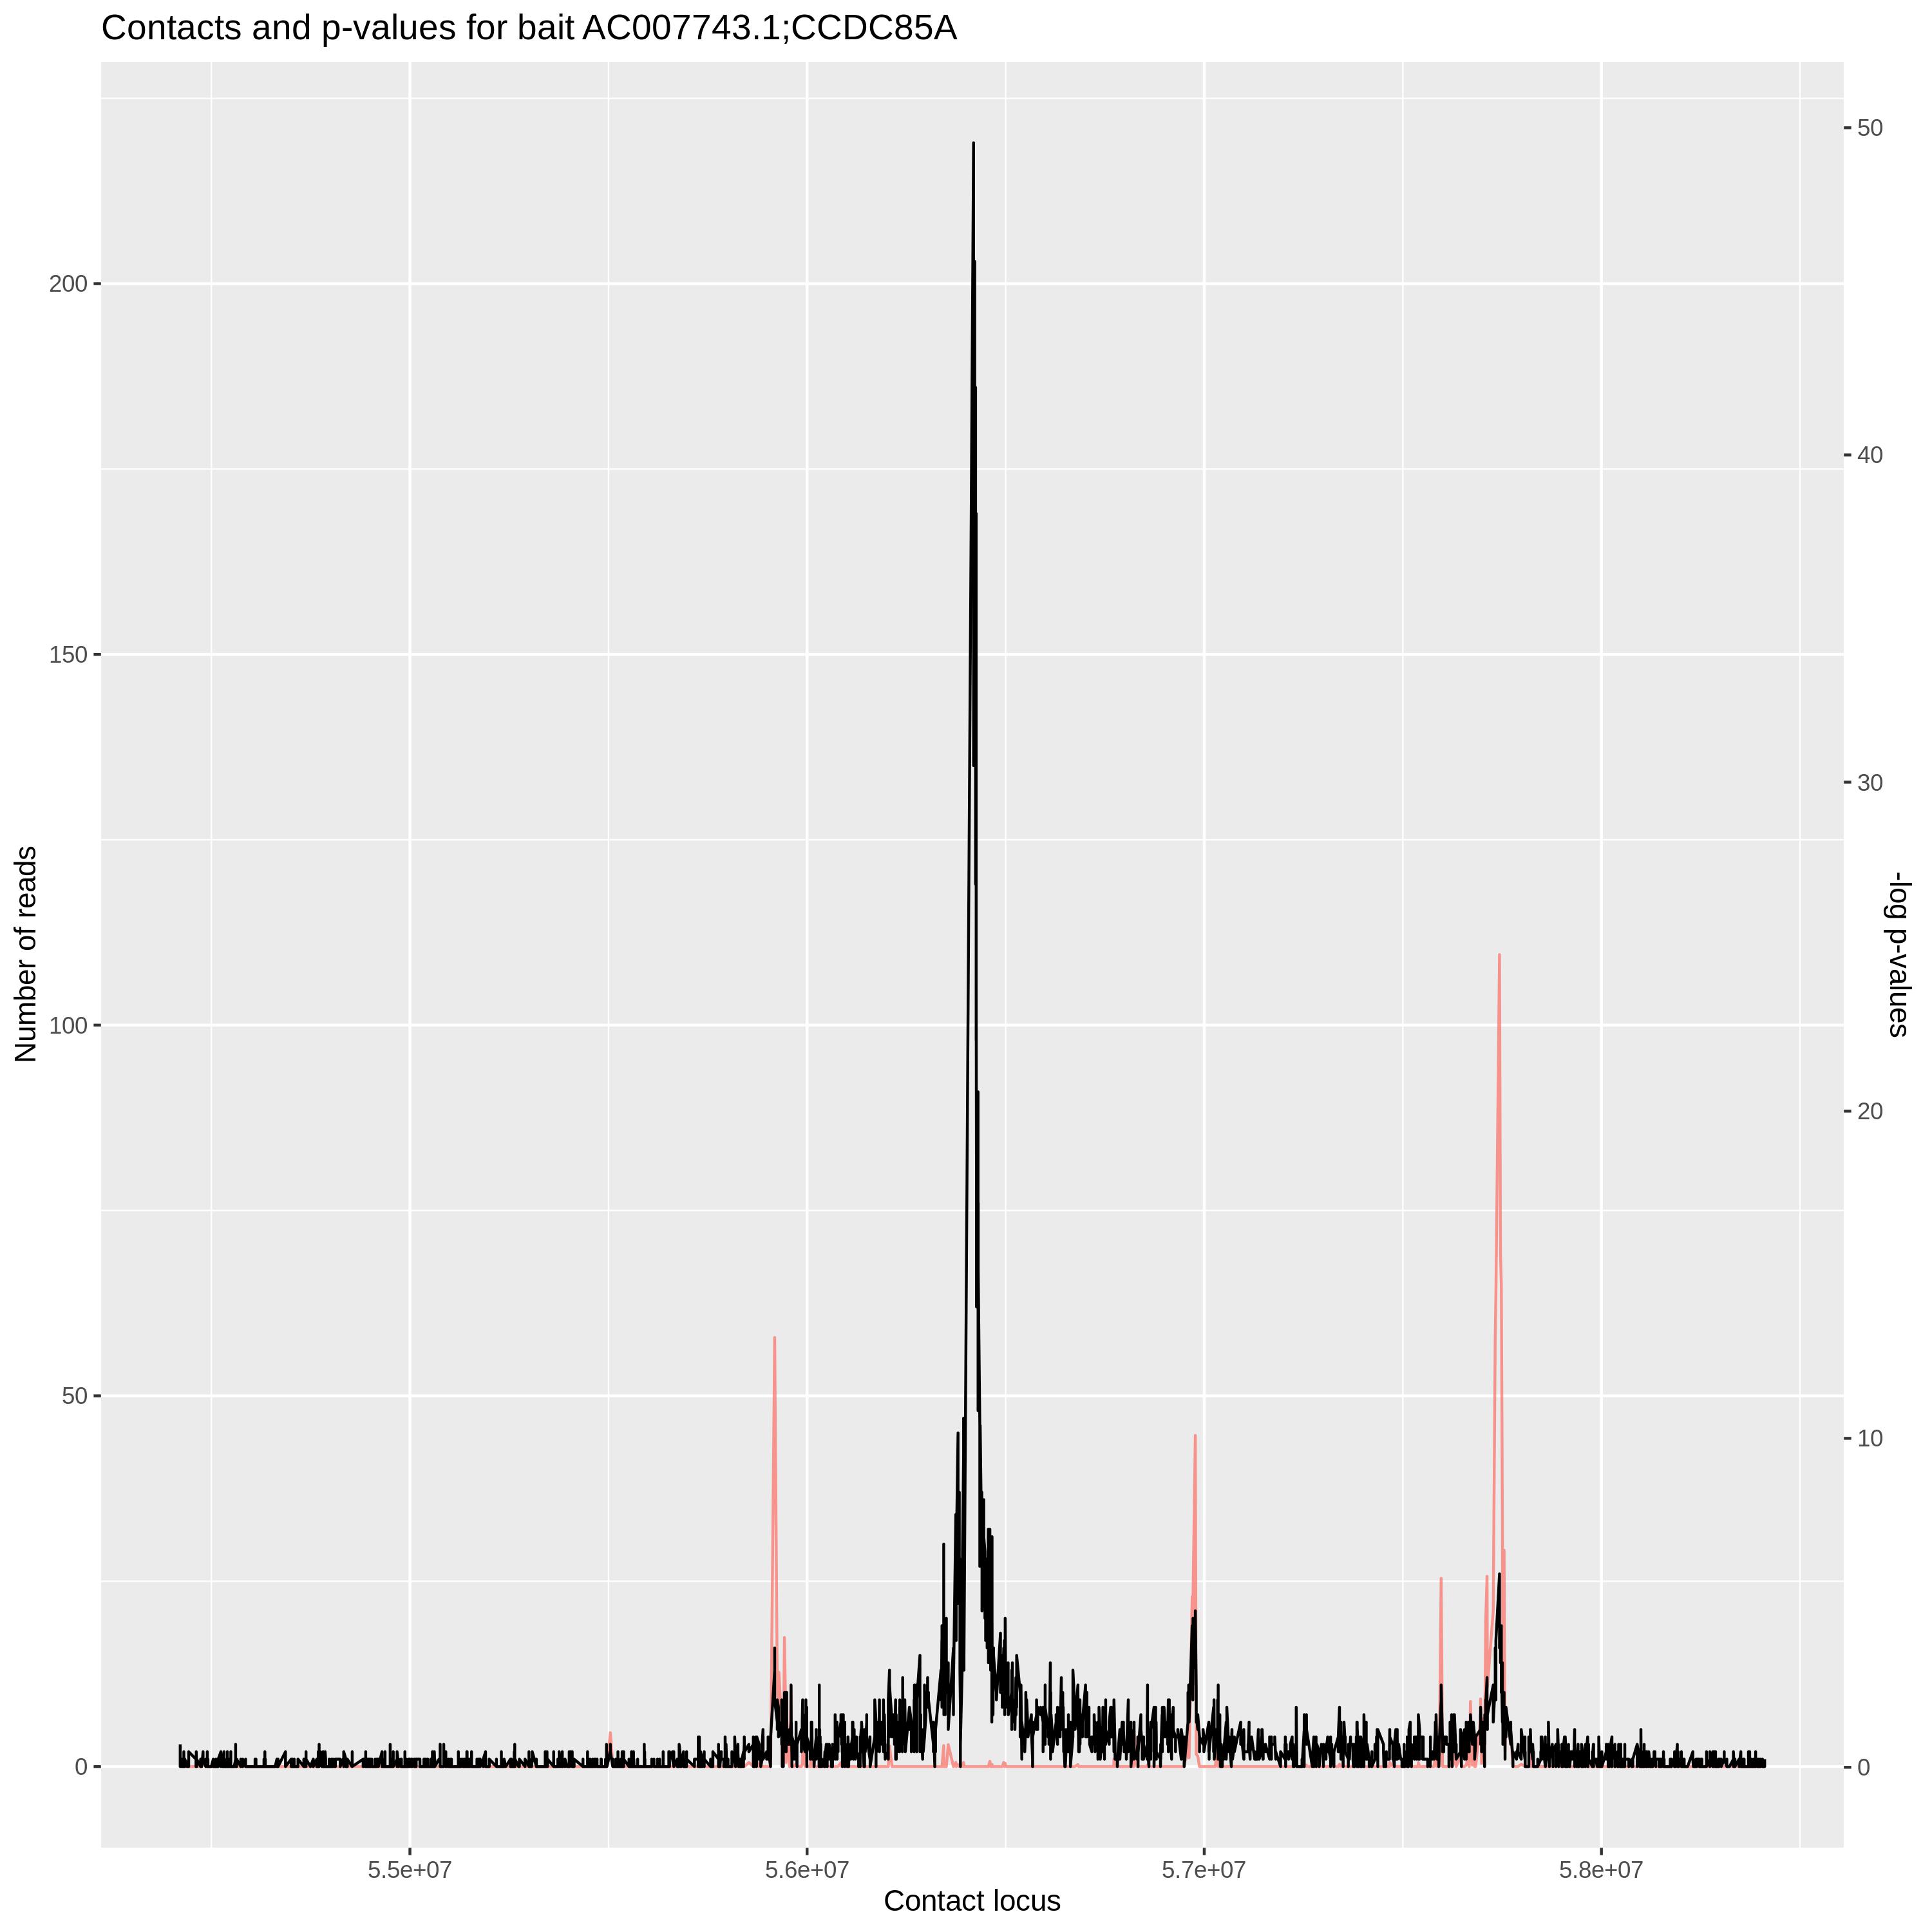 Contacts and p-values for bait AC007743.1;CCDC85A
Number of reads
200
150
100
50
0
50
40
30
20
10
0
-log p-values
5.5e+07 5.6e+07 5.7e+07 5.8e+07
Contact locus